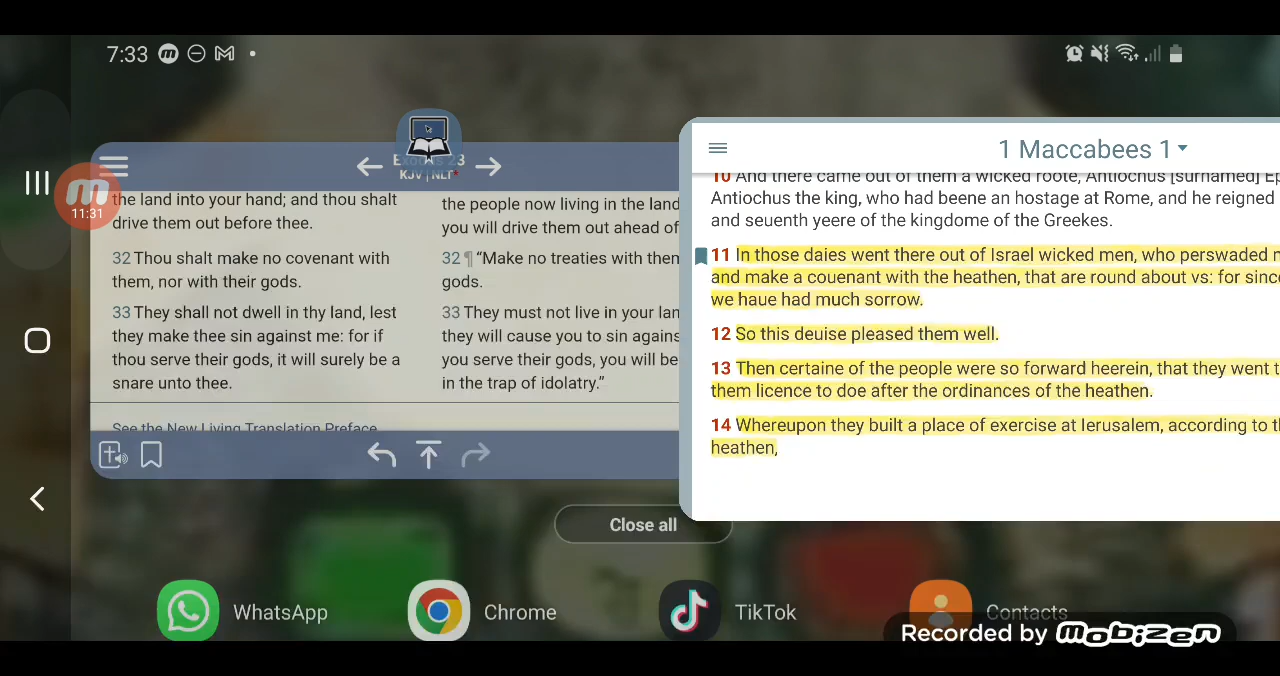 7:33
11:31
Exodus 23
KJV | NLT*
the land into your hand; and thou shalt
drive them out before thee.
32 Thou shalt make no covenant with
them, nor with their gods.
33 They shall not dwell in thy land, lest
they make thee sin against me: for if
thou serve their gods, it will surely be a
snare unto thee.
See the New Living Translation Preface
the people now living in the land
you will drive them out ahead of
32 ¶ “Make no treaties with them
gods.
33 They must not live in your lan
they will cause you to sin agains
you serve their gods, you will be
in the trap of idolatry.”
1 Maccabees 1
10 And there came out of them a wicked roote, Antiochus [surnamed] Ep
Antiochus the king, who had beene an hostage at Rome, and he reigned
and seuenth yeere of the kingdome of the Greekes.
11 In those daies went there out of Israel wicked men, who perswaded m
and make a couenant with the heathen, that are round about vs: for since
we haue had much sorrow.
12 So this deuise pleased them well.
13 Then certaine of the people were so forward heerein, that they went t
them licence to doe after the ordinances of the heathen.
14 Whereupon they built a place of exercise at Ierusalem, according to th
heathen,
Close all
WhatsApp
Chrome
TikTok
Contacts
Recorded by mobizen